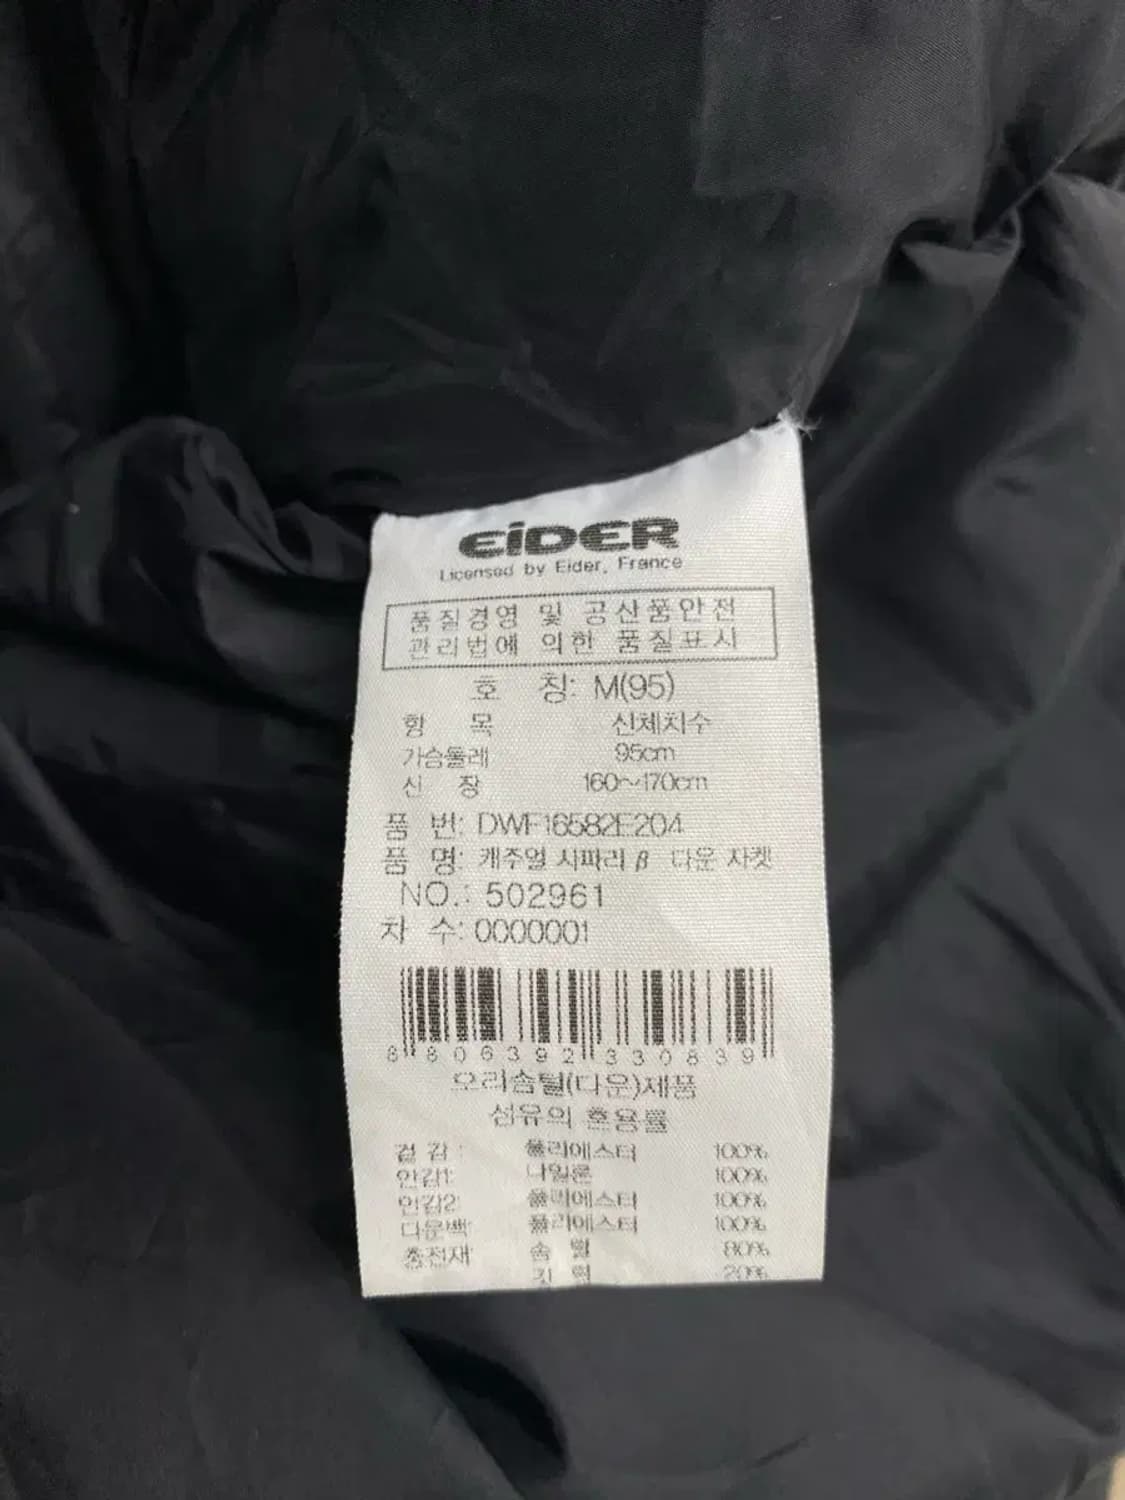 EiDER
Licensed by Eider, France
품질경영 및 공산품안전
관리법에 의한 품질표시
호 칭: M(95)
항 목 신체치수
가슴둘레 95cm
신 장 160~170cm
품 번: DWF16582E204
품 명: 캐주얼 사파리 β 다운 자켓
NO.: 502961
차 수: 0000001
8 806392 330839
오리솜털(다운)제품
섬유의 혼용률
겉 감: 폴리에스터 100%
안감1: 나일론 100%
안감2: 폴리에스터 100%
다운백: 폴리에스터 100%
충전재: 솜 털 80%
깃 털 20%